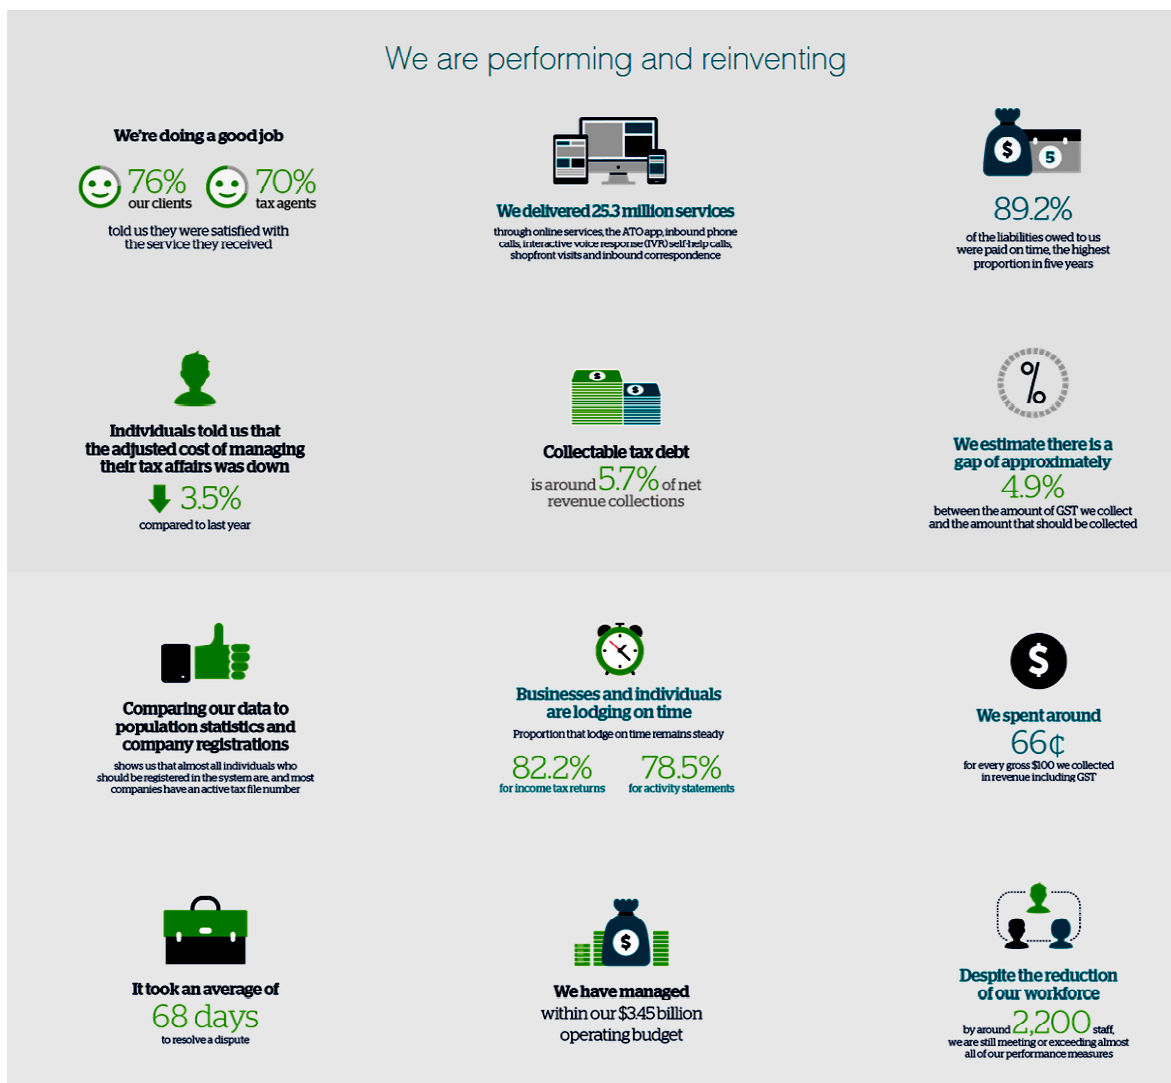 We are performing and reinventing
We're doing a good job
76%
our clients
70%
tax agents
told us they were satisfied with
the service they received
We delivered 25.3 million services
through online services, the ATO app, inbound phone
calls, interactive voice response (IVR) self-help calls,
shopfront visits and inbound correspondence
$
5
89.2%
of the liabilities owed to us
were paid on time, the highest
proportion in five years
Individuals told us that
the adjusted cost of managing
their tax affairs was down
3.5%
compared to last year
$ $
Collectable tax debt
is around 5.7% of net
revenue collections
%
We estimate there is a
gap of approximately
4.9%
between the amount of GST we collect
and the amount that should be collected
Comparing our data to
population statistics and
company registrations
shows us that almost all individuals who
should be registered in the system are, and most
companies have an active tax file number
Businesses and individuals
are lodging on time
Proportion that lodge on time remains steady
82.2%
for income tax returns
78.5%
for activity statements
$
We spent around
66¢
for every gross $100 we collected
in revenue including GST
It took an average of
68 days
to resolve a dispute
$
We have managed
within our $3.45 billion
operating budget
Despite the reduction
of our workforce
by around 2,200 staff,
we are still meeting or exceeding almost
all of our performance measures